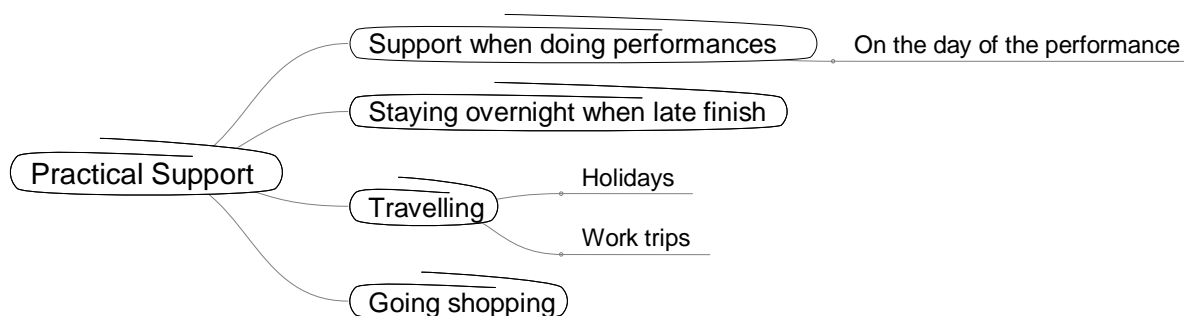 Support when doing performances
On the day of the performance
Staying overnight when late finish
Practical Support
Holidays
Travelling
Work trips
Going shopping